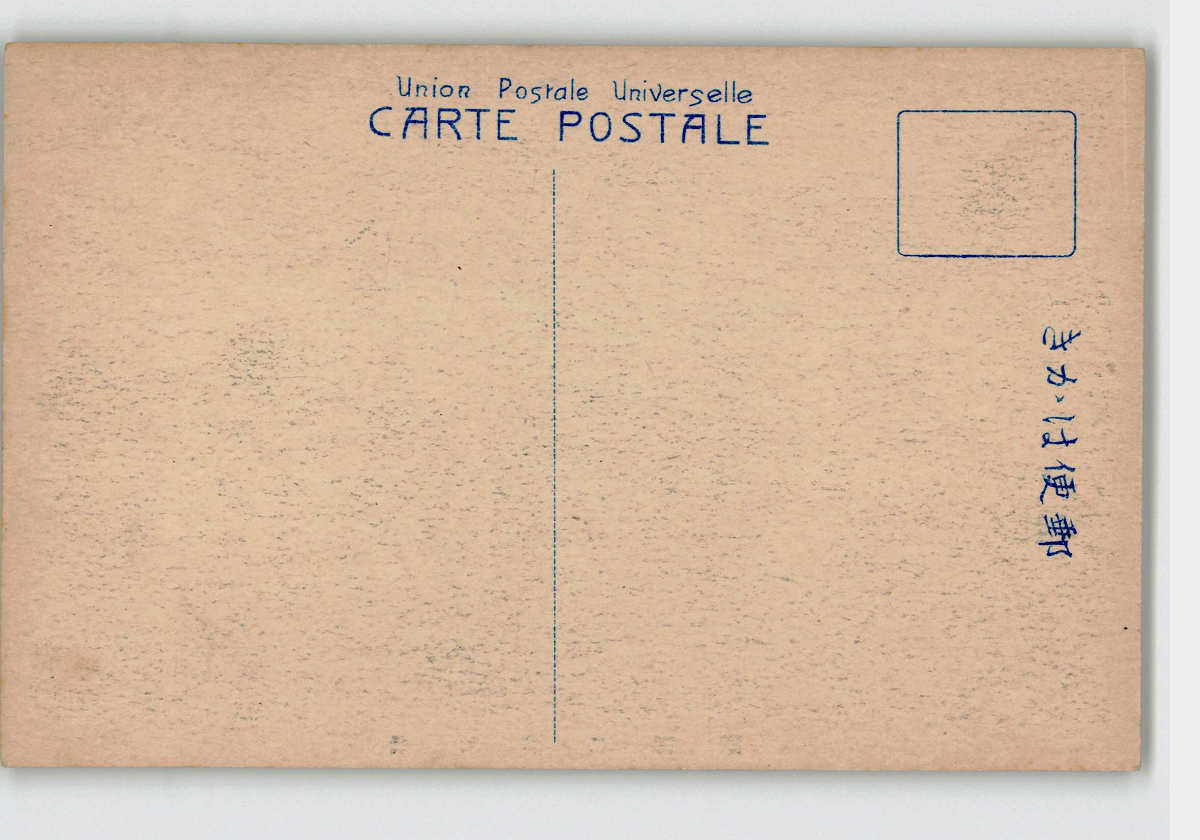 Union Postale Universelle
CARTE POSTALE
郵便はがき